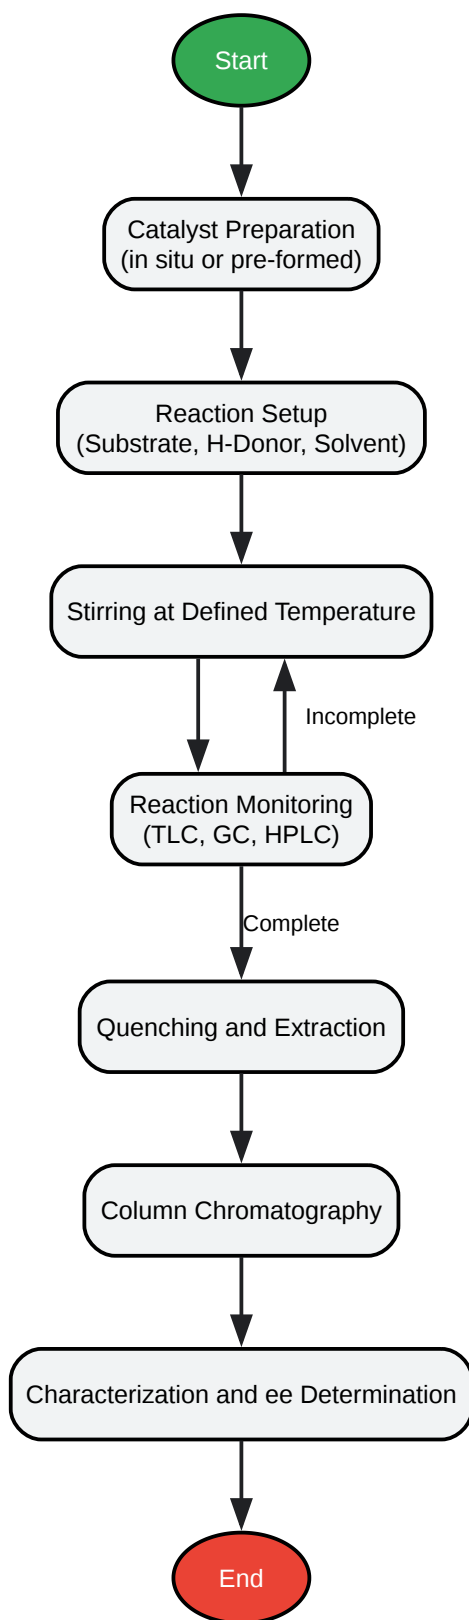 Start
Catalyst Preparation
(in situ or pre-formed)
Reaction Setup
(Substrate, H-Donor, Solvent)
Stirring at Defined Temperature
Incomplete
Reaction Monitoring
(TLC, GC, HPLC)
Complete
Quenching and Extraction
Column Chromatography
Characterization and ee Determination
End